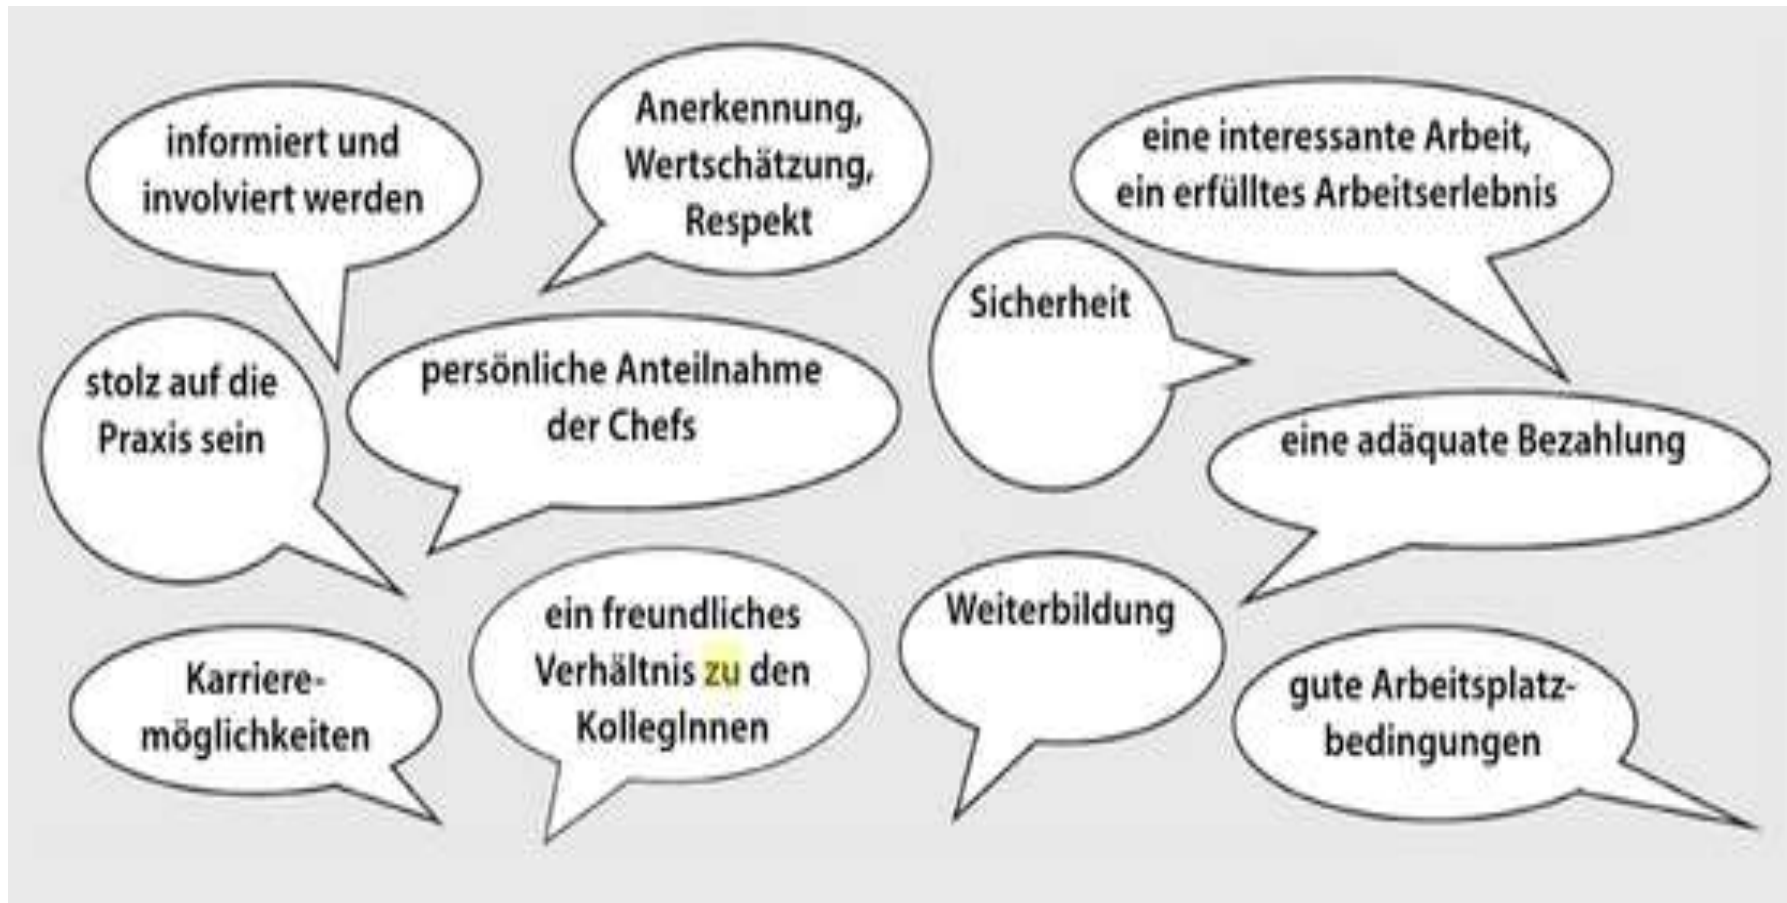 informiert und
involviert werden
Anerkennung,
Wertschätzung,
Respekt
eine interessante Arbeit,
ein erfülltes Arbeitserlebnis
Sicherheit
stolz auf die
Praxis sein
persönliche Anteilnahme
der Chefs
eine adäquate Bezahlung
Karriere-
möglichkeiten
ein freundliches
Verhältnis zu den
KollegInnen
Weiterbildung
gute Arbeitsplatz-
bedingungen